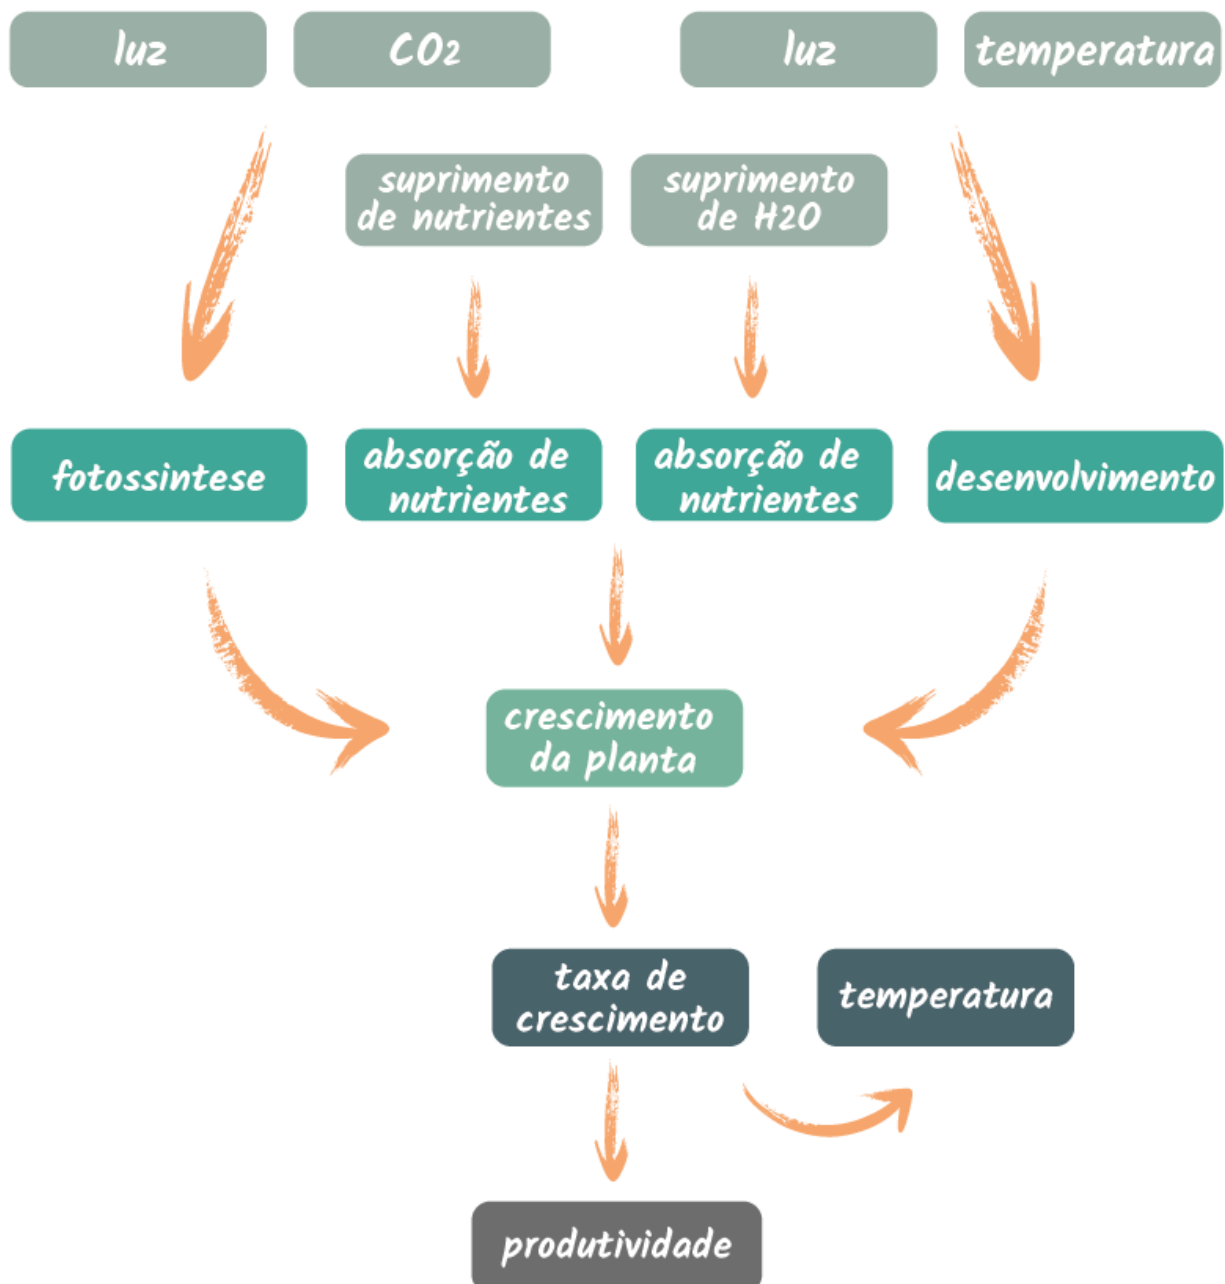 luz
CO2
luz
temperatura
suprimento
de nutrientes
suprimento
de H2O
fotossintese
absorção de
nutrientes
absorção de
nutrientes
desenvolvimento
crescimento
da planta
taxa de
crescimento
temperatura
produtividade